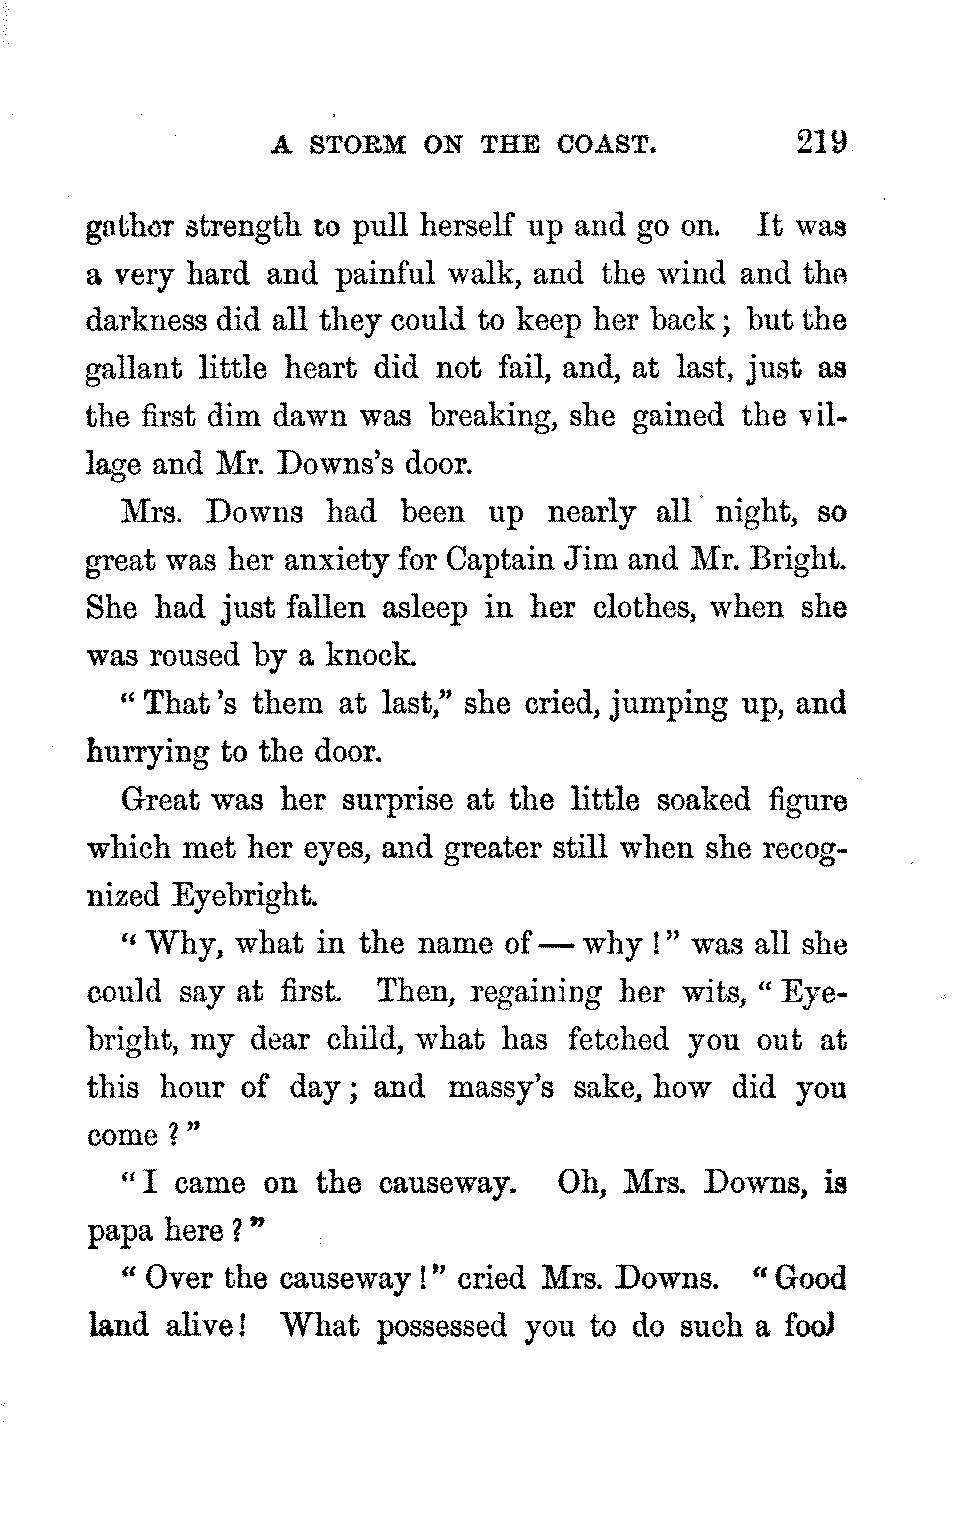 A STORM ON THE COAST. 219
gather strength to pull herself up and go on. It was
a very hard and painful walk, and the wind and the
darkness did all they could to keep her back; but the
gallant little heart did not fail, and, at last, just as
the first dim dawn was breaking, she gained the vil-
lage and Mr. Downs's door.
Mrs. Downs had been up nearly all night, so
great was her anxiety for Captain Jim and Mr. Bright.
She had just fallen asleep in her clothes, when she
was roused by a knock.
"That's them at last," she cried, jumping up, and
hurrying to the door.
Great was her surprise at the little soaked figure
which met her eyes, and greater still when she recog-
nized Eyebright.
"Why, what in the name of — why!" was all she
could say at first. Then, regaining her wits, "Eye-
bright, my dear child, what has fetched you out at
this hour of day; and massy's sake, how did you
come?"
"I came on the causeway. Oh, Mrs. Downs, is
papa here?"
"Over the causeway!" cried Mrs. Downs. "Good
land alive! What possessed you to do such a fool